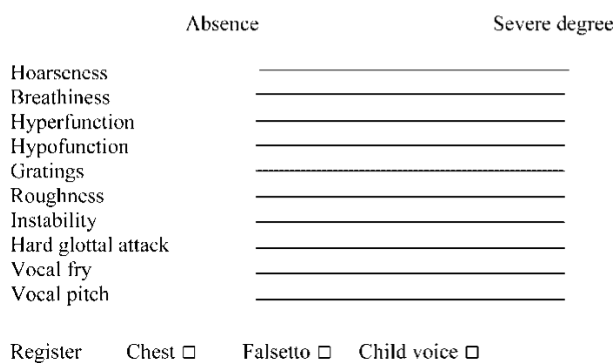 Absence Severe degree
Hoarseness
Breathiness
Hyperfunction
Hypofunction
Gratings
Roughness
Instability
Hard glottal attack
Vocal fry
Vocal pitch
Register Chest □ Falsetto □ Child voice □